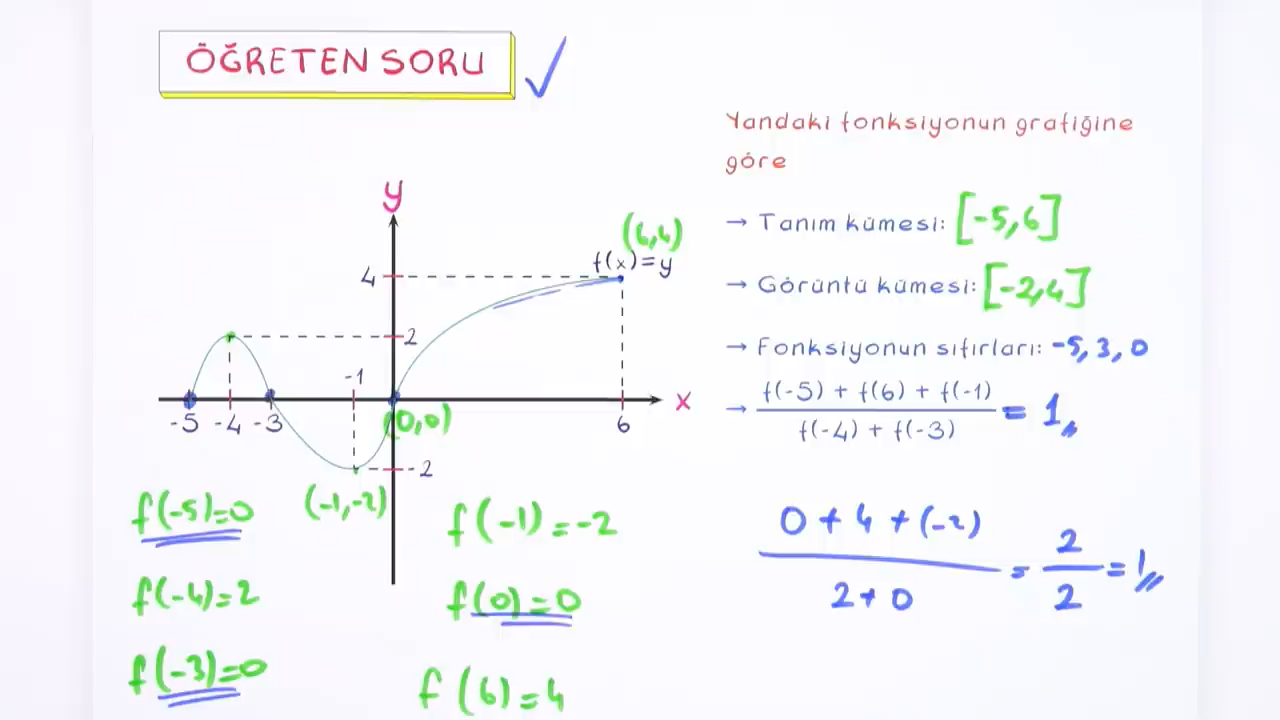 ÖĞRETEN SORU
Yandaki fonksiyonun grafiğine
göre
→ Tanım kümesi: [-5,6]
→ Görüntü kümesi: [-2,4]
→ Fonksiyonun sıfırları: -5, 3, 0
→ f(-5) + f(6) + f(-1)
f(-4) + f(-3)
= 1
y
(6,4)
f(x)=y
4
2
-1
x
-5 -4 -3
(0,0)
6
-2
(-1,-2)
f(-5)=0
f(-4)=2
f(-3)=0
f(-1)=-2
f(0)=0
f(6)=4
0 + 4 + (-2)
2 + 0
= 2
2
= 1